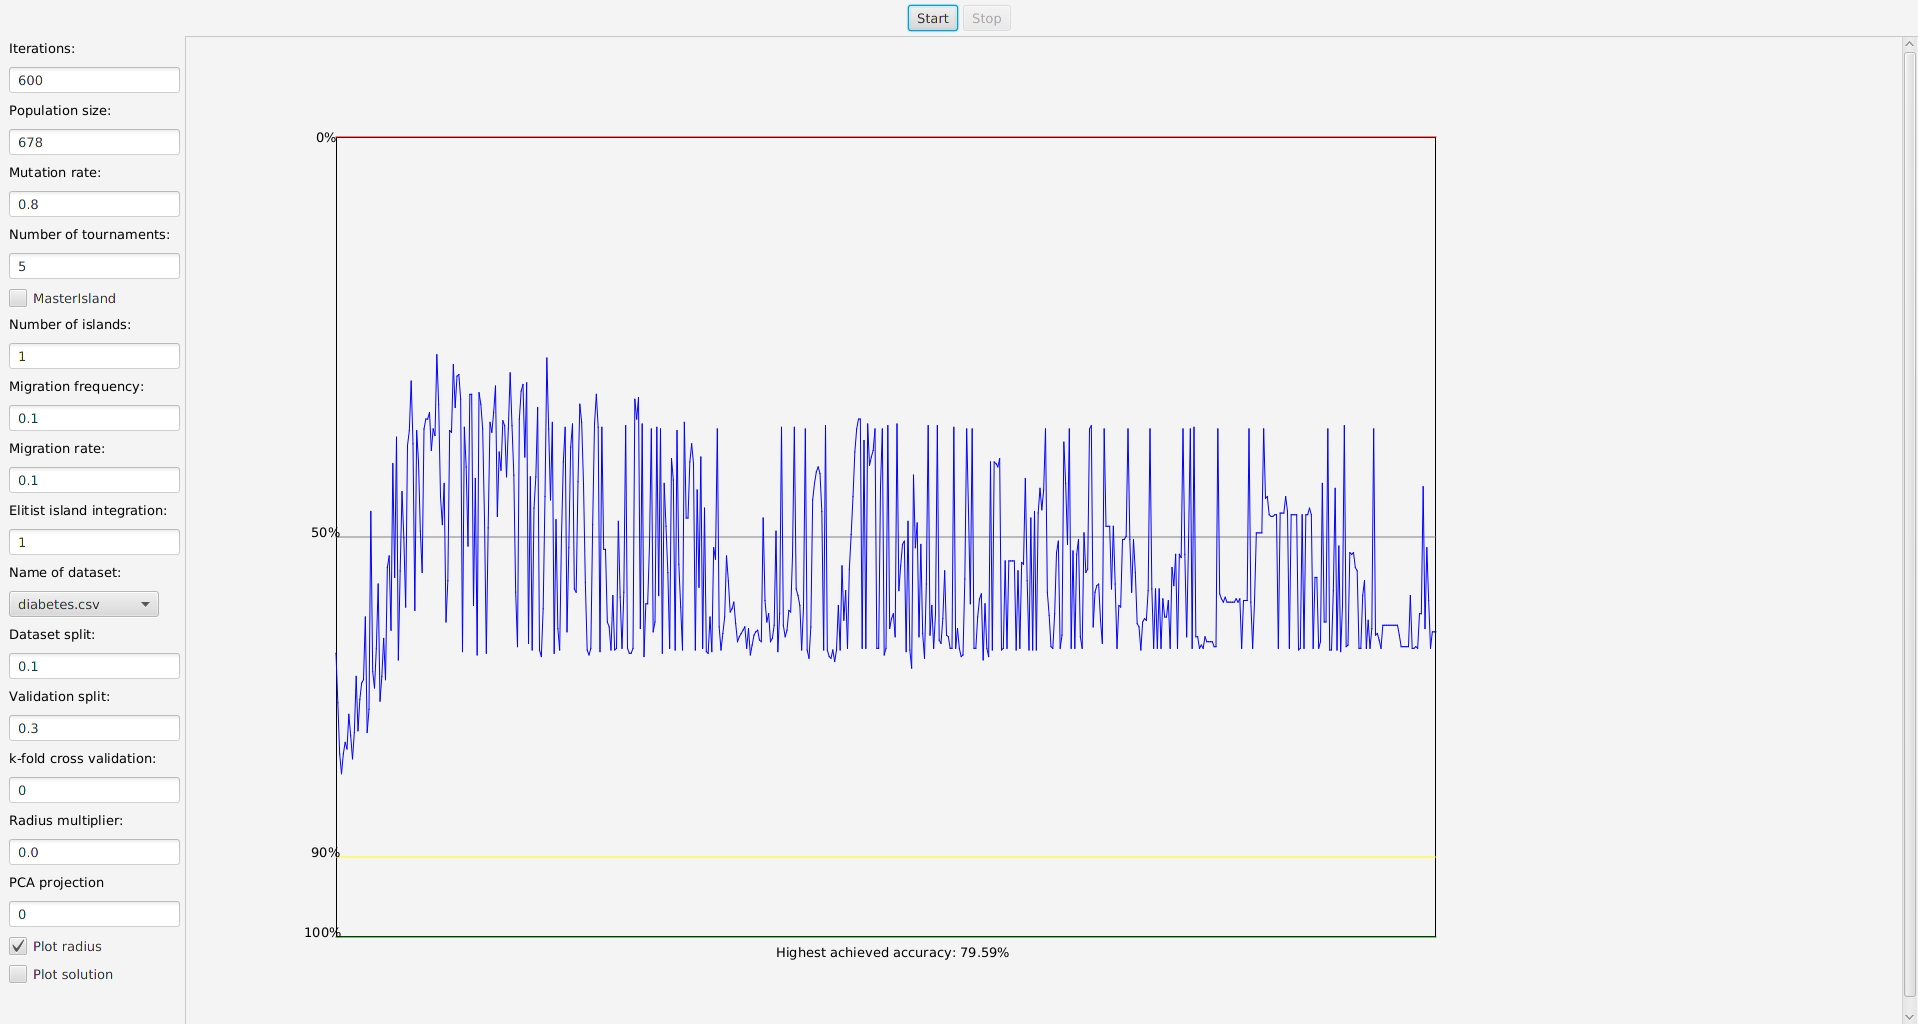 Start Stop
Iterations:
600
Population size:
678
Mutation rate:
0.8
Number of tournaments:
5
MasterIsland
Number of islands:
1
Migration frequency:
0.1
Migration rate:
0.1
Elitist island integration:
1
Name of dataset:
diabetes.csv
Dataset split:
0.1
Validation split:
0.3
k-fold cross validation:
0
Radius multiplier:
0.0
PCA projection
0
Plot radius
Plot solution
0%
50%
90%
100%
Highest achieved accuracy: 79.59%